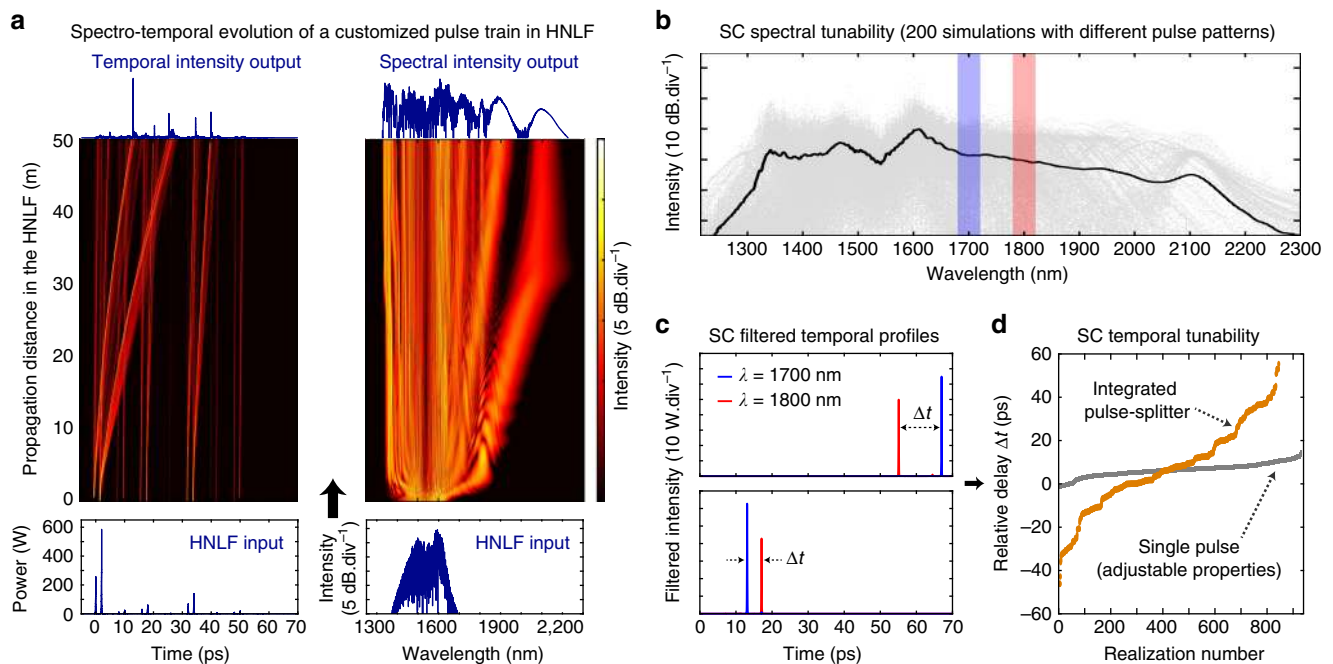 a
Spectro-temporal evolution of a customized pulse train in HNLF
Temporal intensity output
Spectral intensity output
Propagation distance in the HNLF (m)
50
40
30
20
10
0
Intensity (5 dB.div⁻¹)
Power (W)
600
400
200
0
HNLF input
0 10 20 30 40 50 60 70
Time (ps)
Intensity
(5 dB.div⁻¹)
HNLF input
1300 1600 1900 2,200
Wavelength (nm)
b
SC spectral tunability (200 simulations with different pulse patterns)
Intensity (10 dB.div⁻¹)
1300 1400 1500 1600 1700 1800 1900 2000 2100 2200 2300
Wavelength (nm)
c
SC filtered temporal profiles
Filtered intensity (10 W.div⁻¹)
λ = 1700 nm
λ = 1800 nm
Δt
Δt
0 10 20 30 40 50 60 70
Time (ps)
d
SC temporal tunability
Relative delay Δt (ps)
60
40
20
0
−20
−40
−60
Integrated
pulse-splitter
Single pulse
(adjustable properties)
0 200 400 600 800
Realization number